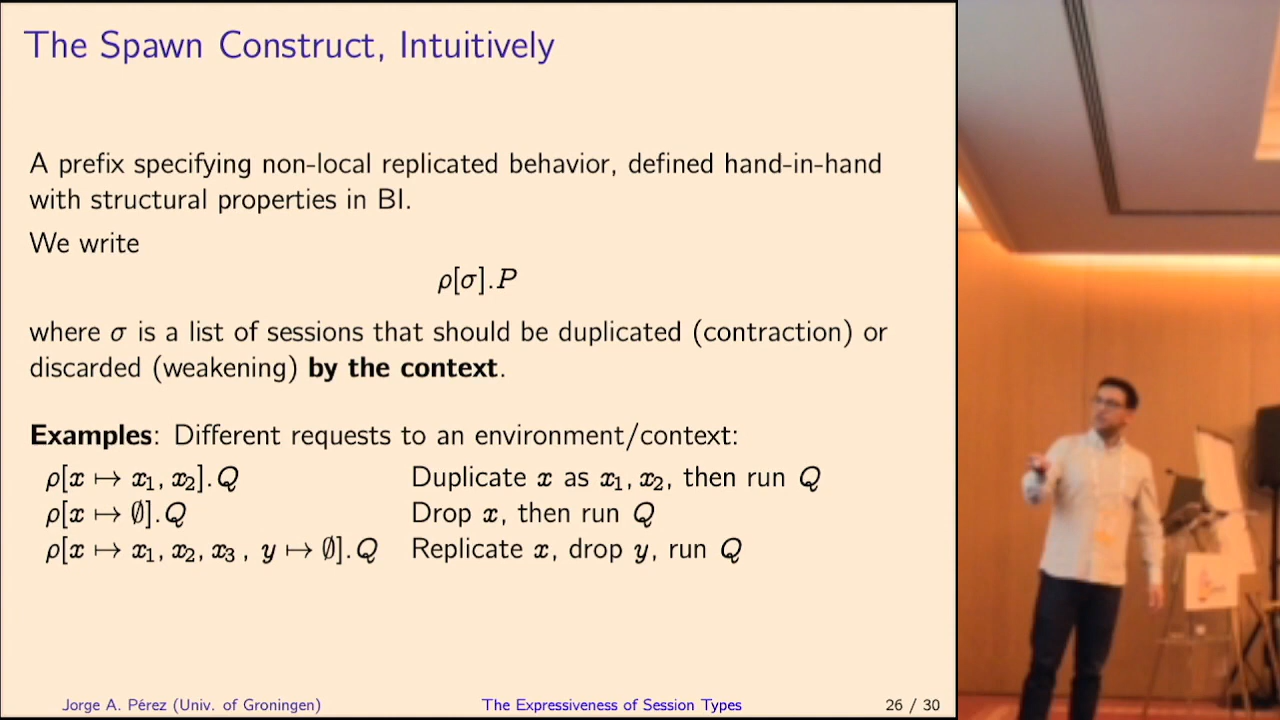 The Spawn Construct, Intuitively
A prefix specifying non-local replicated behavior, defined hand-in-hand
with structural properties in BI.
We write
ρ[σ].P
where σ is a list of sessions that should be duplicated (contraction) or
discarded (weakening) by the context.
Examples: Different requests to an environment/context:
ρ[x ↦ x₁, x₂].Q Duplicate x as x₁, x₂, then run Q
ρ[x ↦ ∅].Q Drop x, then run Q
ρ[x ↦ x₁, x₂, x₃ , y ↦ ∅].Q Replicate x, drop y, run Q
Jorge A. Pérez (Univ. of Groningen) The Expressiveness of Session Types 26 / 30